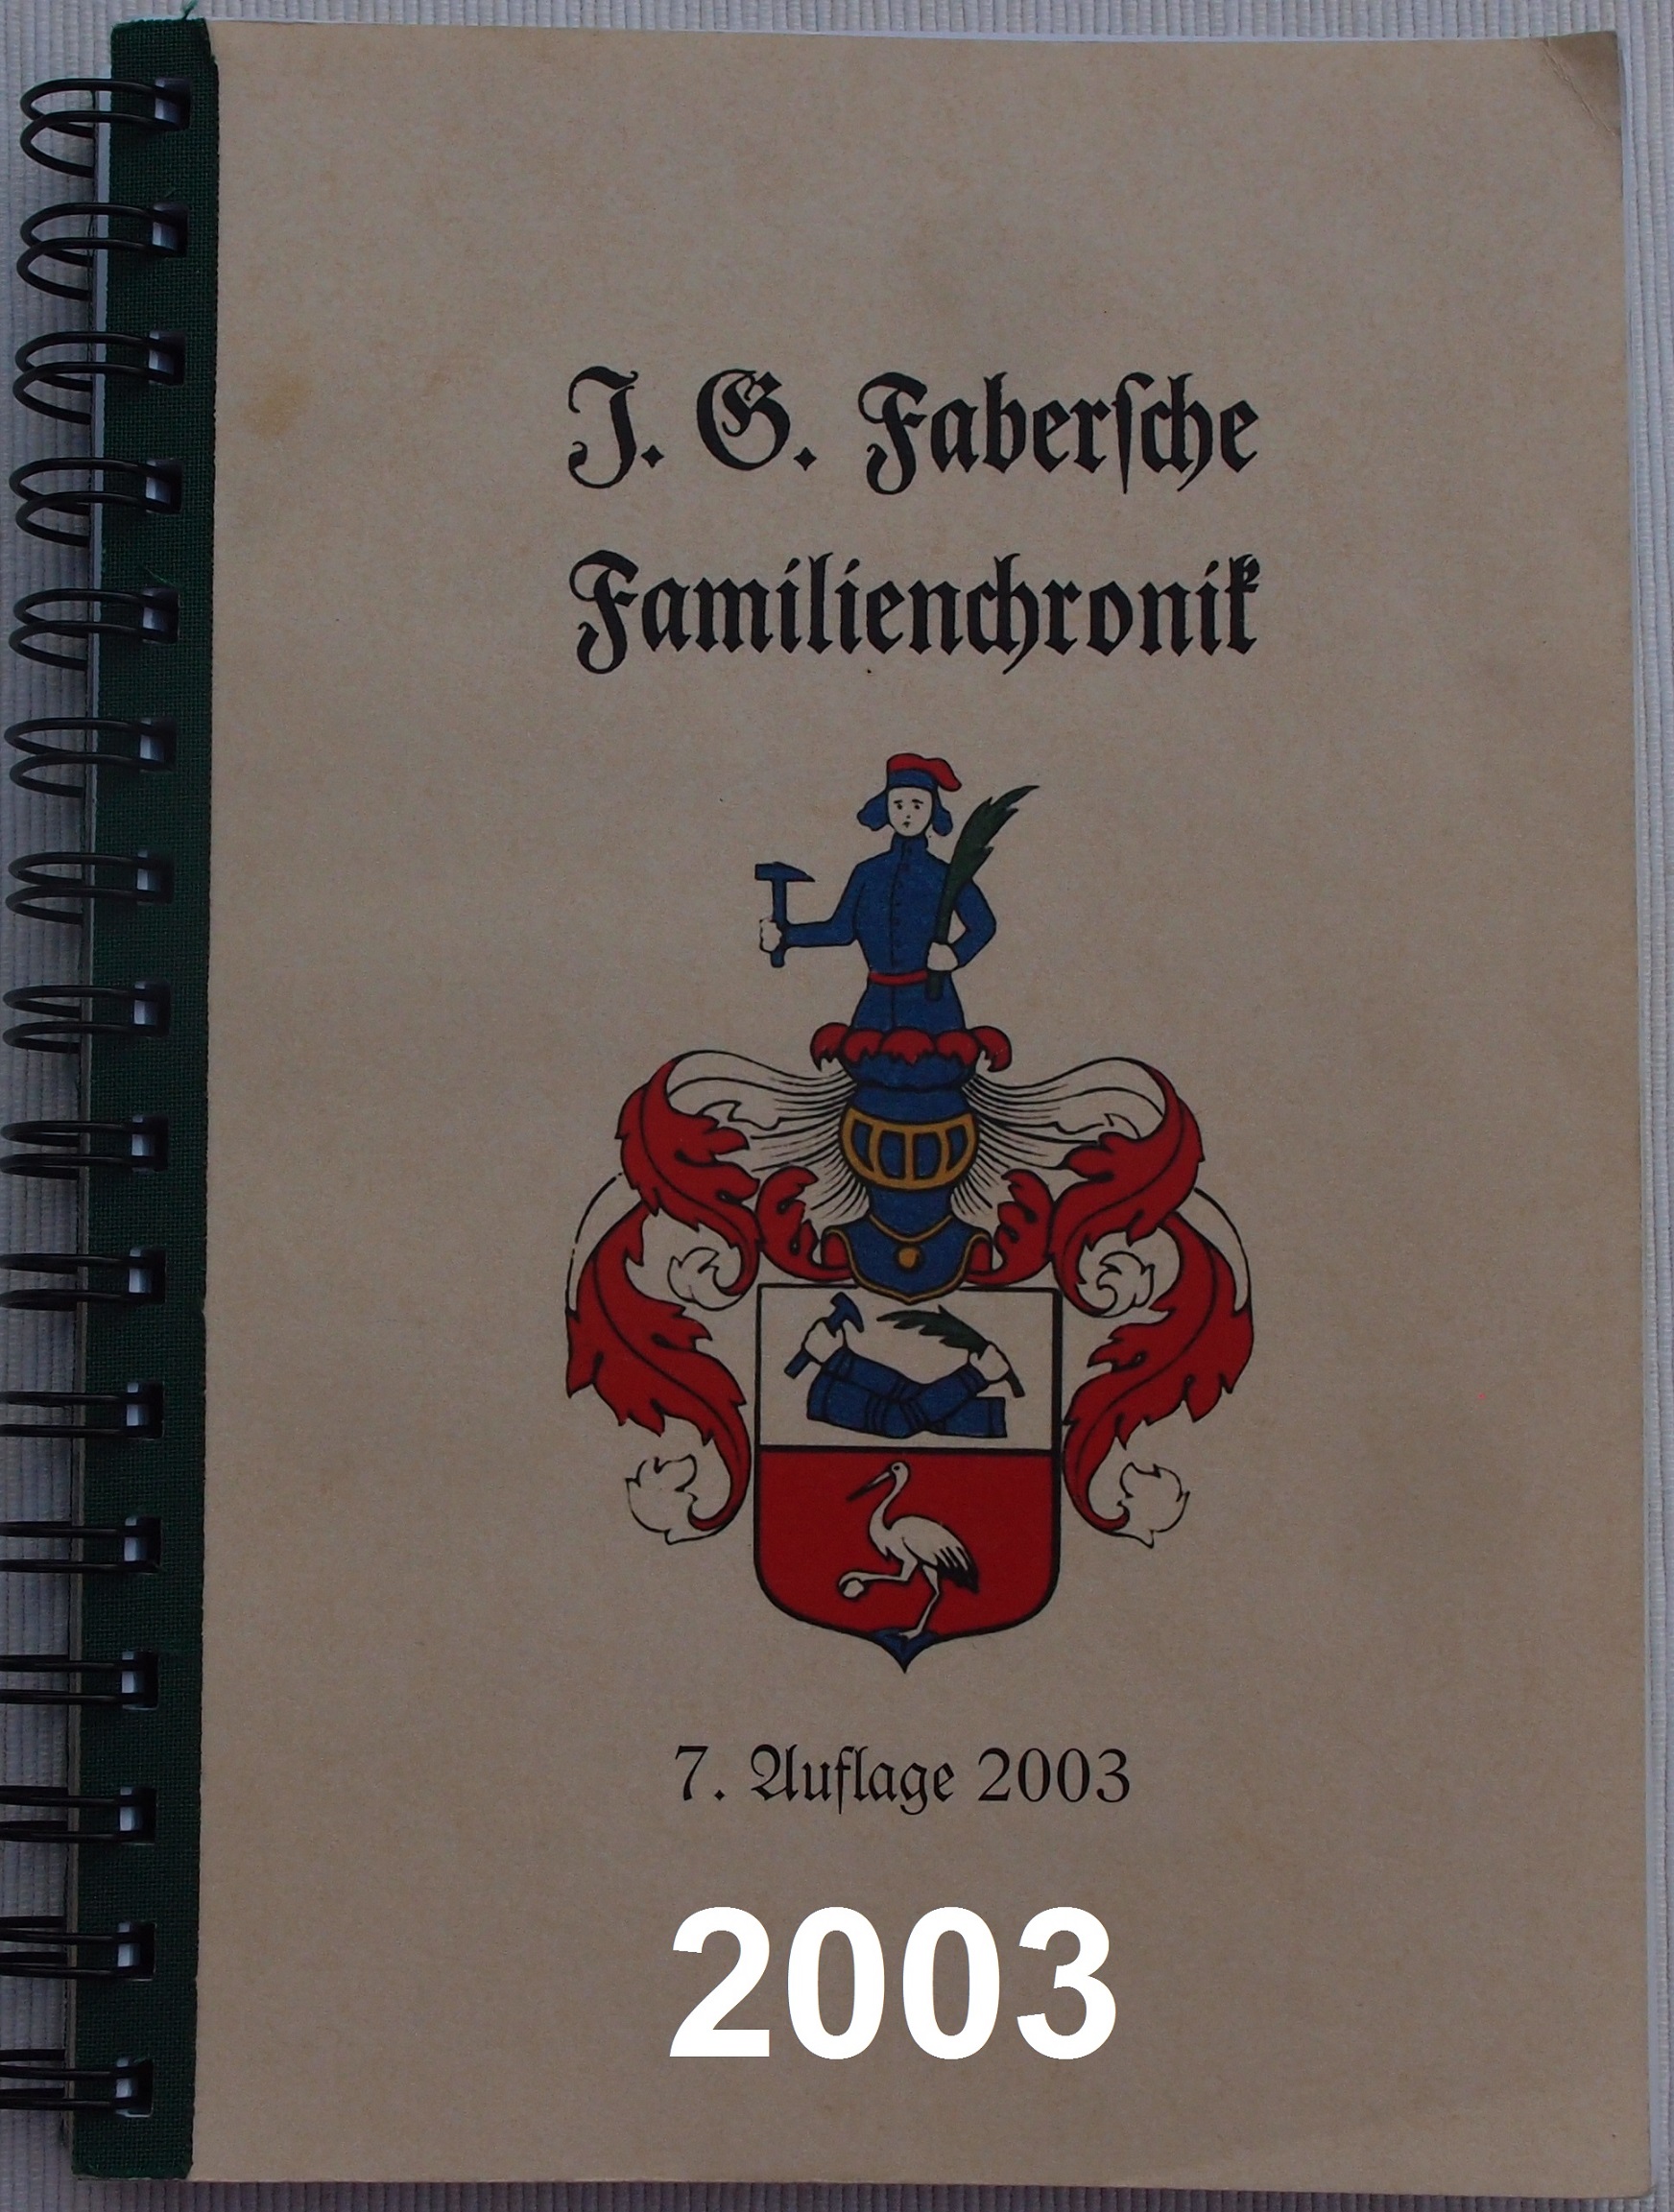 J. G. Faberſche
Familienchronik
7. Auflage 2003
2003